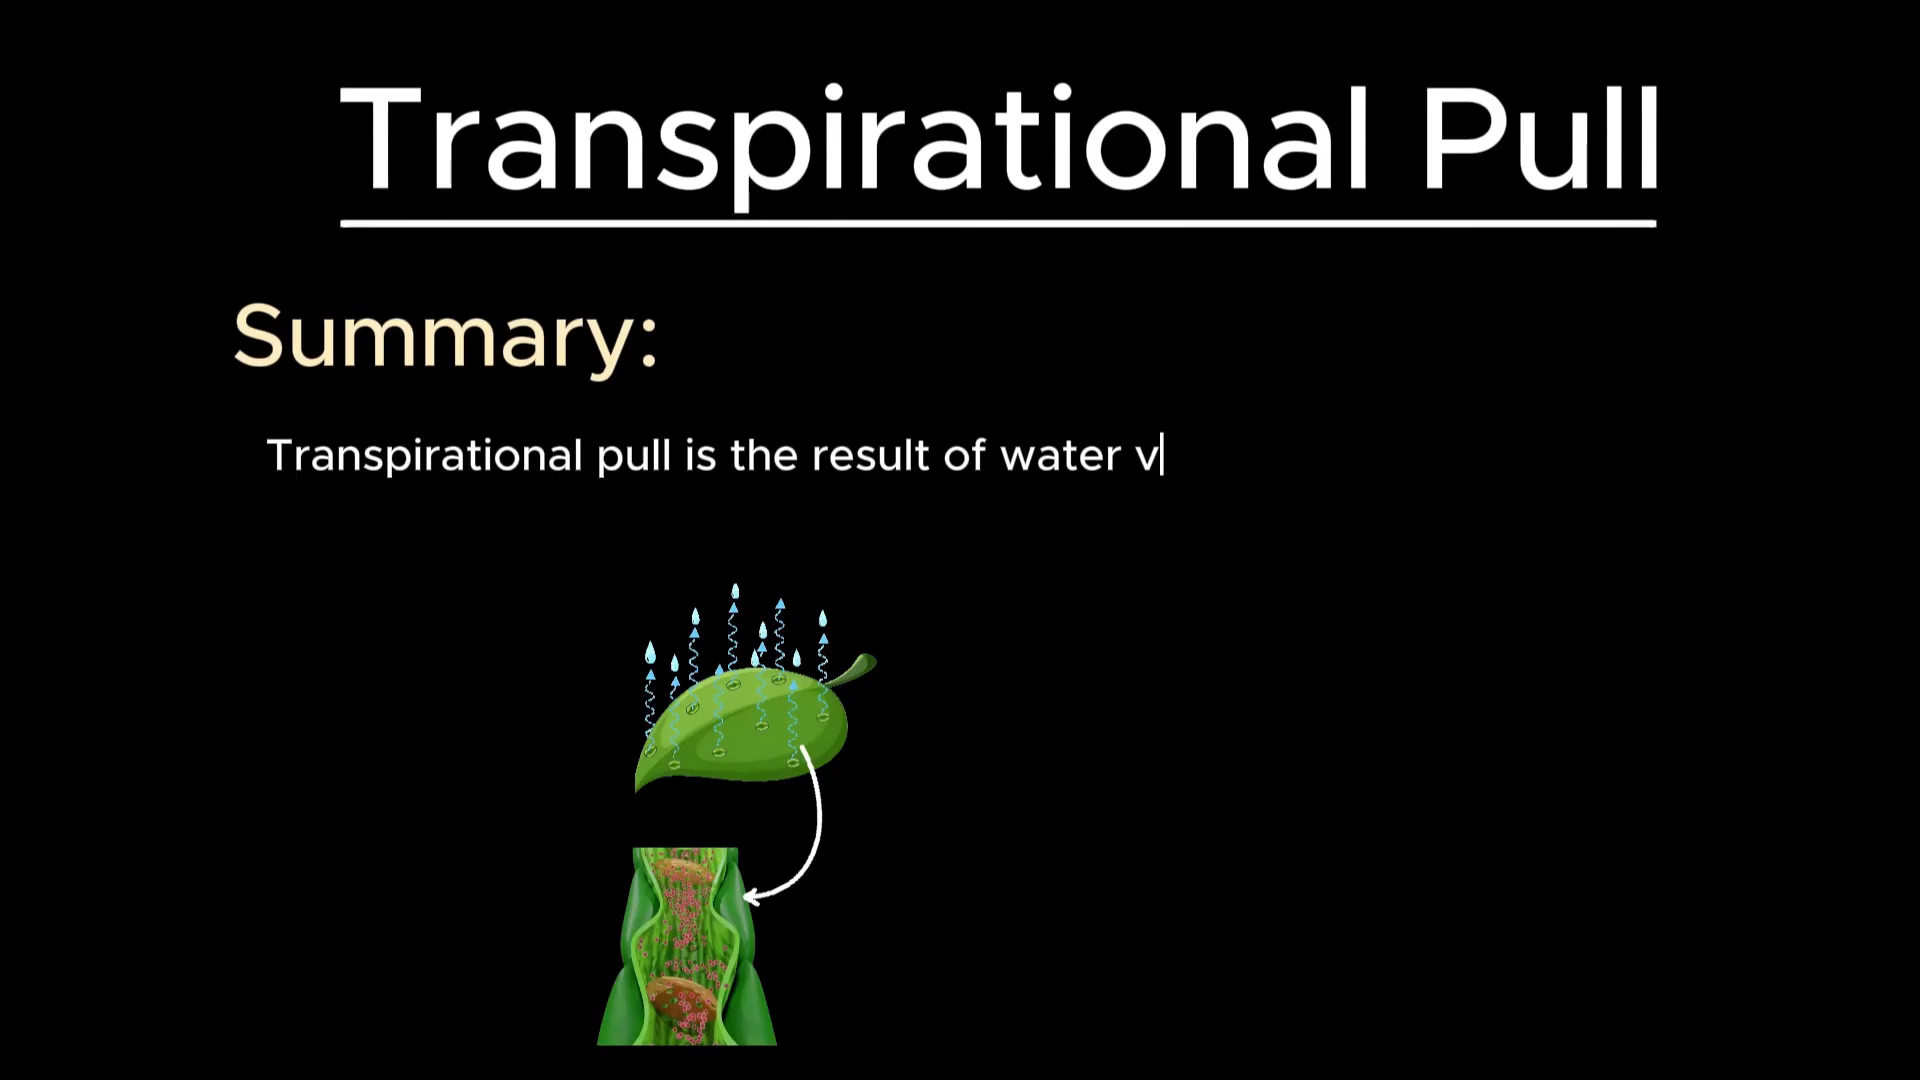 Transpirational Pull
Summary:
Transpirational pull is the result of water v